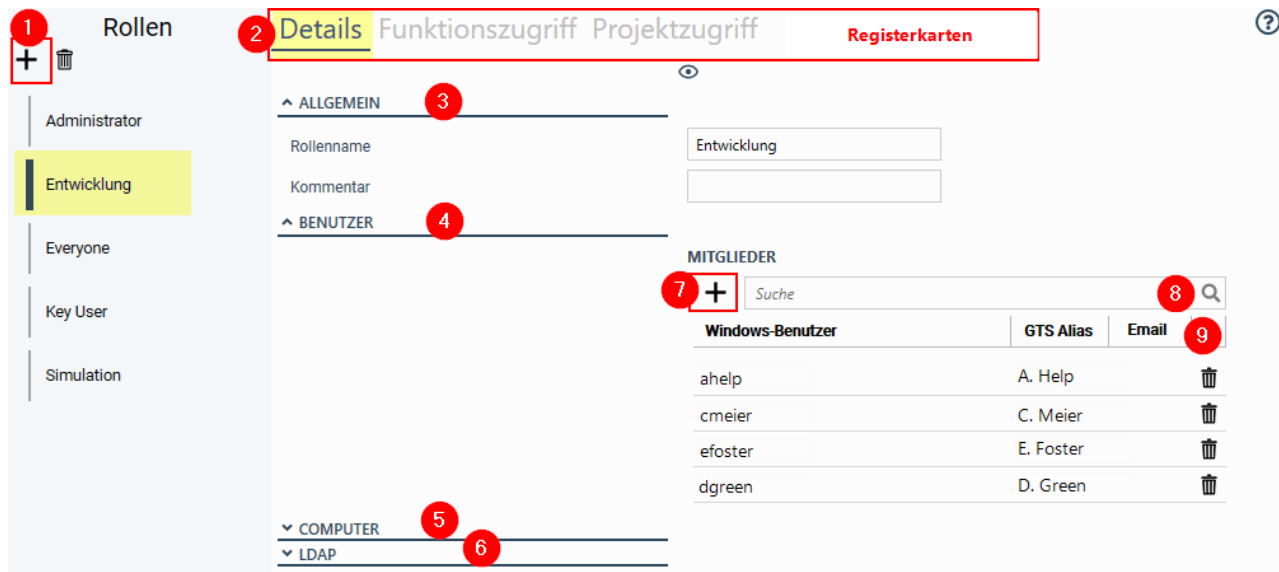 1
Rollen
2
Details Funktionszugriff Projektzugriff
Registerkarten
?
ALLGEMEIN
3
Administrator
Rollenname
Entwicklung
Entwicklung
Kommentar
BENUTZER
4
Everyone
MITGLIEDER
7
Suche
8
Key User
Windows-Benutzer GTS Alias Email
9
Simulation
ahelp A. Help
cmeier C. Meier
efoster E. Foster
dgreen D. Green
COMPUTER
5
LDAP
6